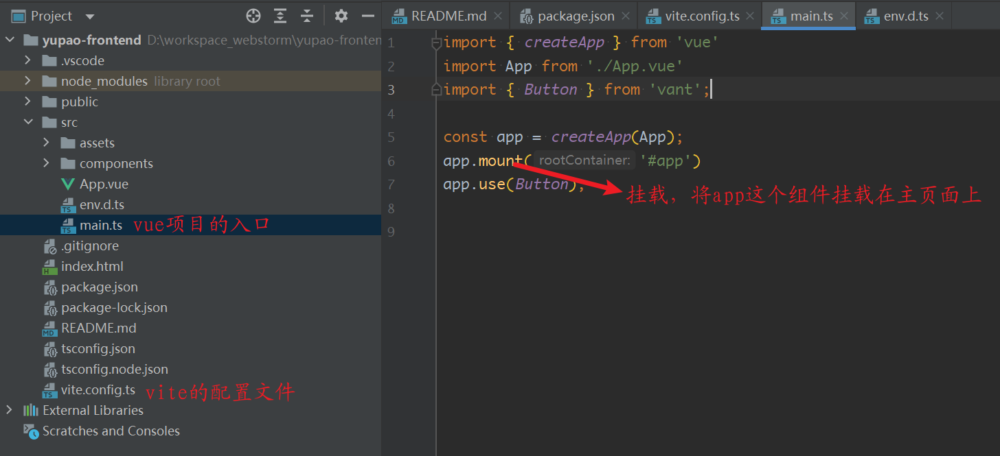 Project
README.md
package.json
vite.config.ts
main.ts
env.d.ts
yupao-frontend D:\workspace_webstorm\yupao-fronten
.vscode
node_modules library root
public
src
assets
components
App.vue
env.d.ts
main.ts vue项目的入口
.gitignore
index.html
package.json
package-lock.json
README.md
tsconfig.json
tsconfig.node.json
vite.config.ts vite的配置文件
External Libraries
Scratches and Consoles
1 import { createApp } from 'vue'
2 import App from './App.vue'
3 import { Button } from 'vant';
4
5 const app = createApp(App);
6 app.mount( rootContainer: '#app')
7 app.use(Button);
挂载，将app这个组件挂载在主页面上
8
9